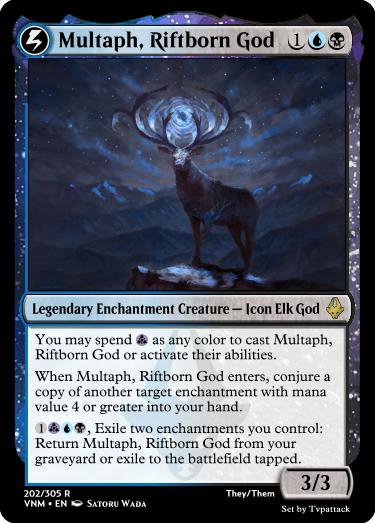 Multaph, Riftborn God 1
Legendary Enchantment Creature — Icon Elk God
You may spend as any color to cast Multaph,
Riftborn God or activate their abilities.
When Multaph, Riftborn God enters, conjure a
copy of another target enchantment with mana
value 4 or greater into your hand.
1, Exile two enchantments you control:
Return Multaph, Riftborn God from your
graveyard or exile to the battlefield tapped.
3/3
202/305 R They/Them
VNM • EN Satoru Wada Set by Tvpattack